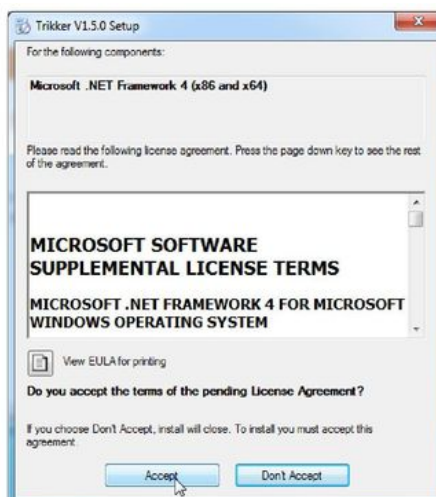 Trikker V1.5.0 Setup
For the following components:
Microsoft .NET Framework 4 (x86 and x64)
Please read the following license agreement. Press the page down key to see the rest
of the agreement.
MICROSOFT SOFTWARE
SUPPLEMENTAL LICENSE TERMS
MICROSOFT .NET FRAMEWORK 4 FOR MICROSOFT
WINDOWS OPERATING SYSTEM
View EULA for printing
Do you accept the terms of the pending License Agreement?
If you choose Don't Accept, install will close. To install you must accept this
agreement.
Accept
Don't Accept